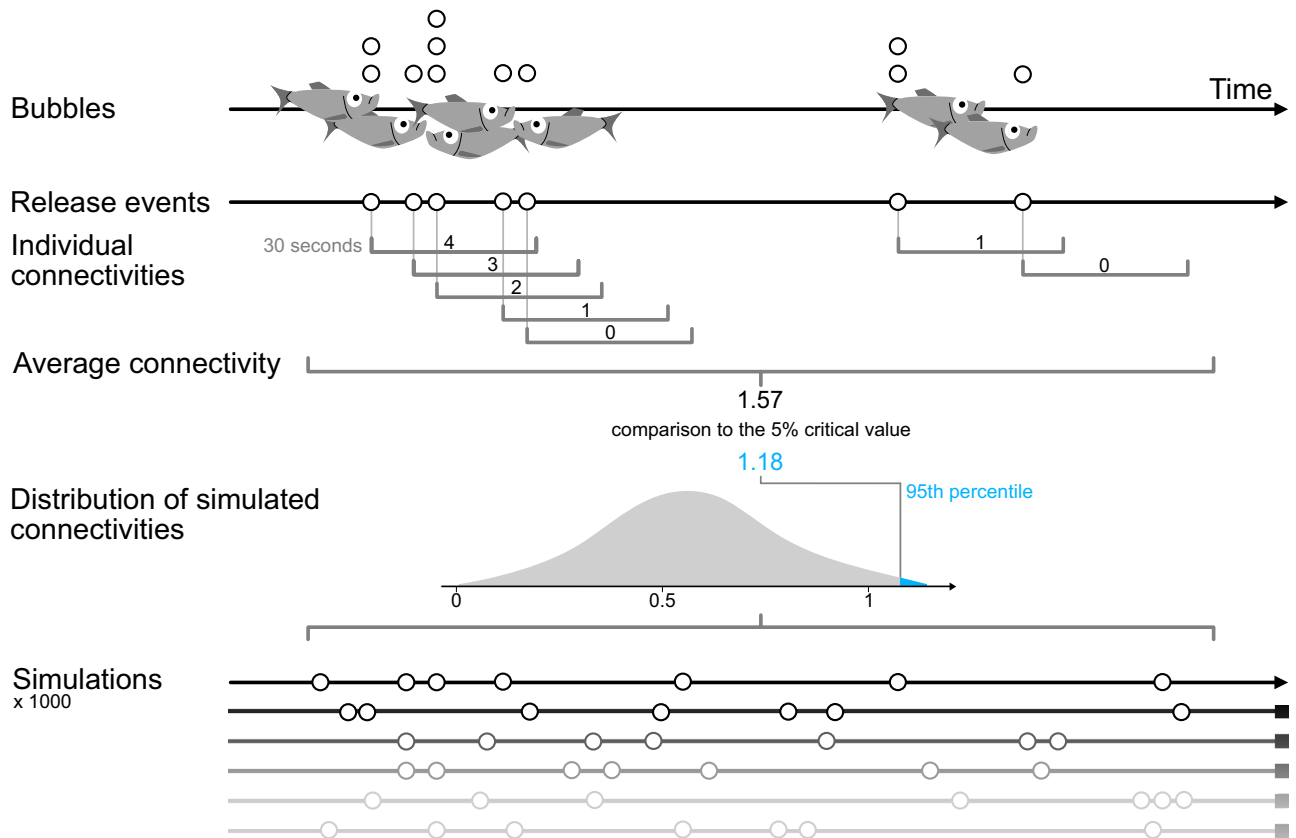 Time
Bubbles
Release events
30 seconds
Individual
connectivities
4
3
2
1
0
1
0
Average connectivity
1.57
comparison to the 5% critical value
1.18
95th percentile
Distribution of simulated
connectivities
0
0.5
1
Simulations
x 1000